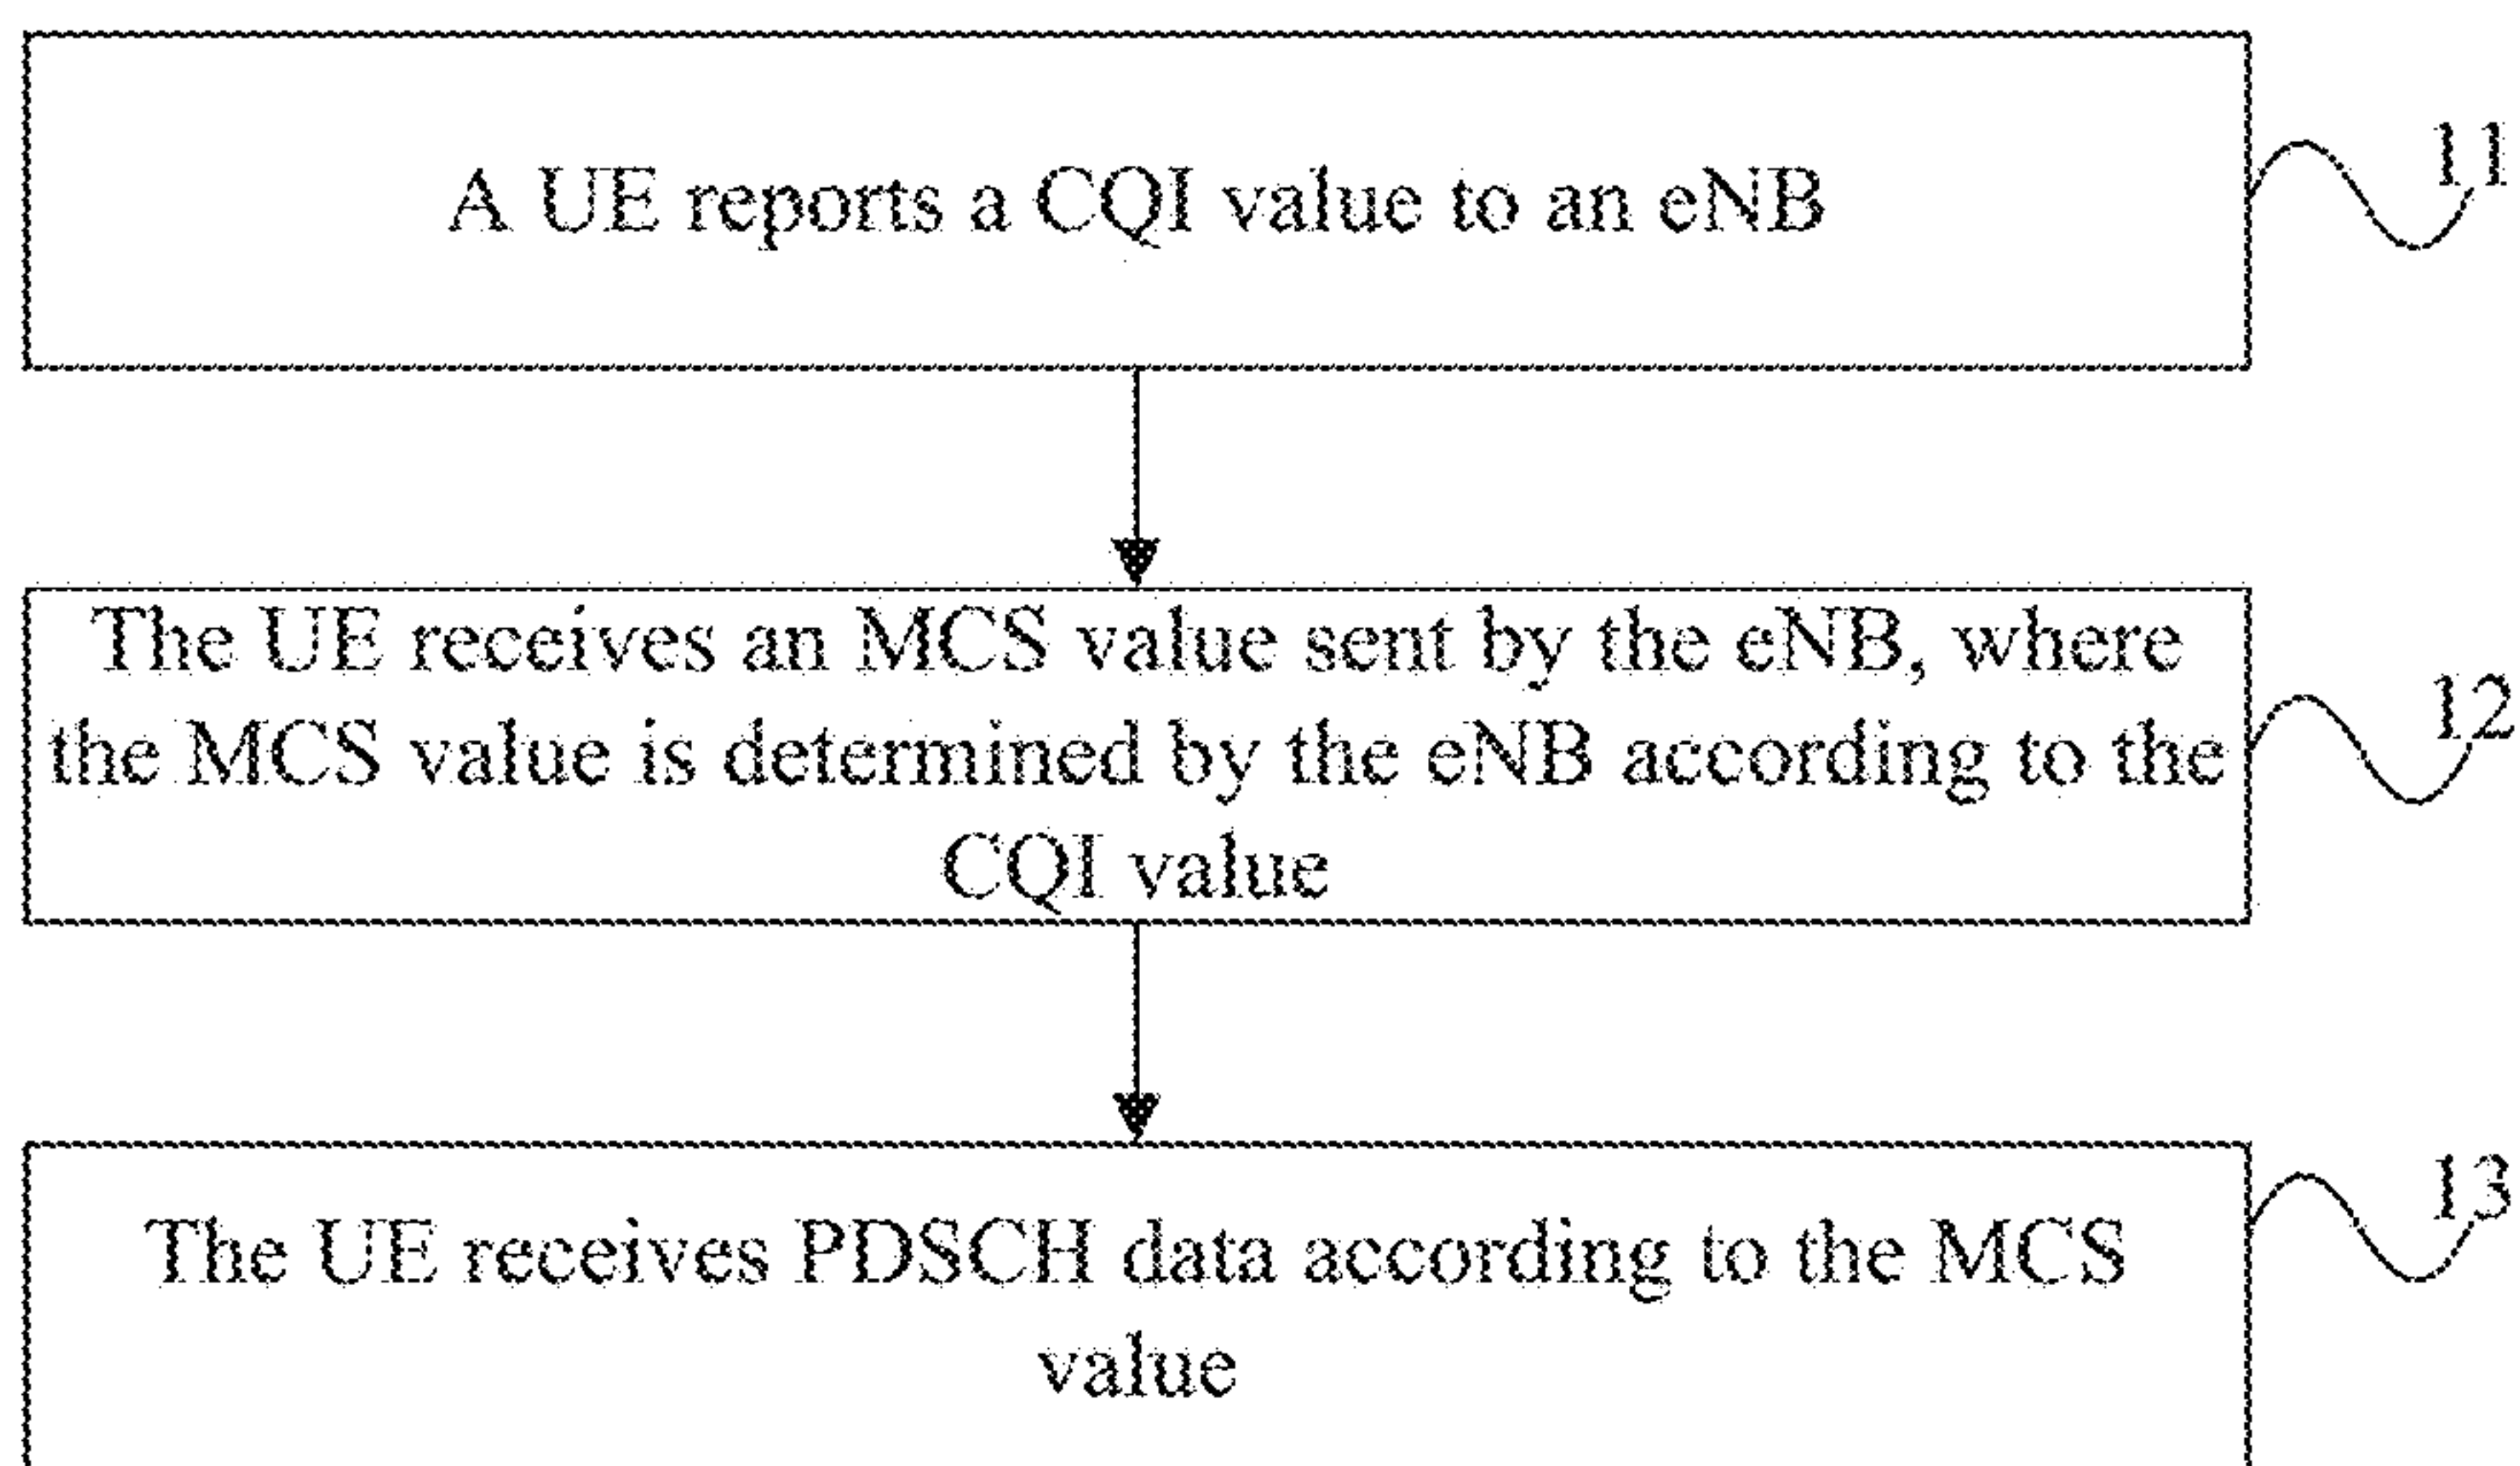 A UE reports a CQI value to an eNB
11
The UE receives an MCS value sent by the eNB, where
the MCS value is determined by the eNB according to the
CQI value
12
The UE receives PDSCH data according to the MCS
value
13